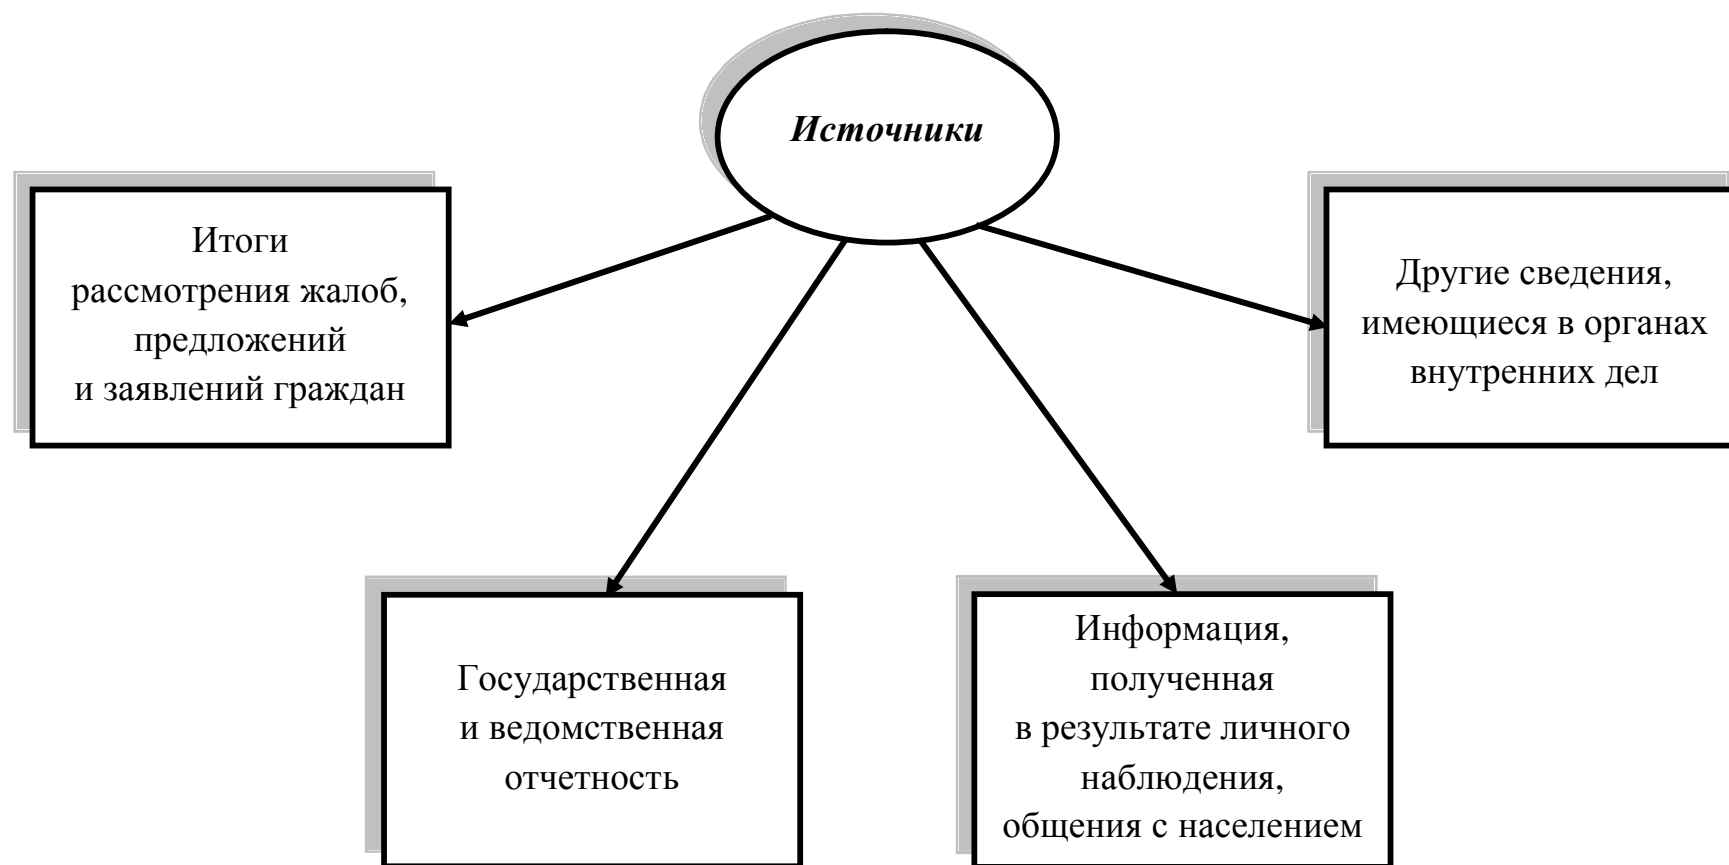 Источники
Итоги
рассмотрения жалоб,
предложений
и заявлений граждан
Другие сведения,
имеющиеся в органах
внутренних дел
Государственная
и ведомственная
отчетность
Информация,
полученная
в результате личного
наблюдения,
общения с населением